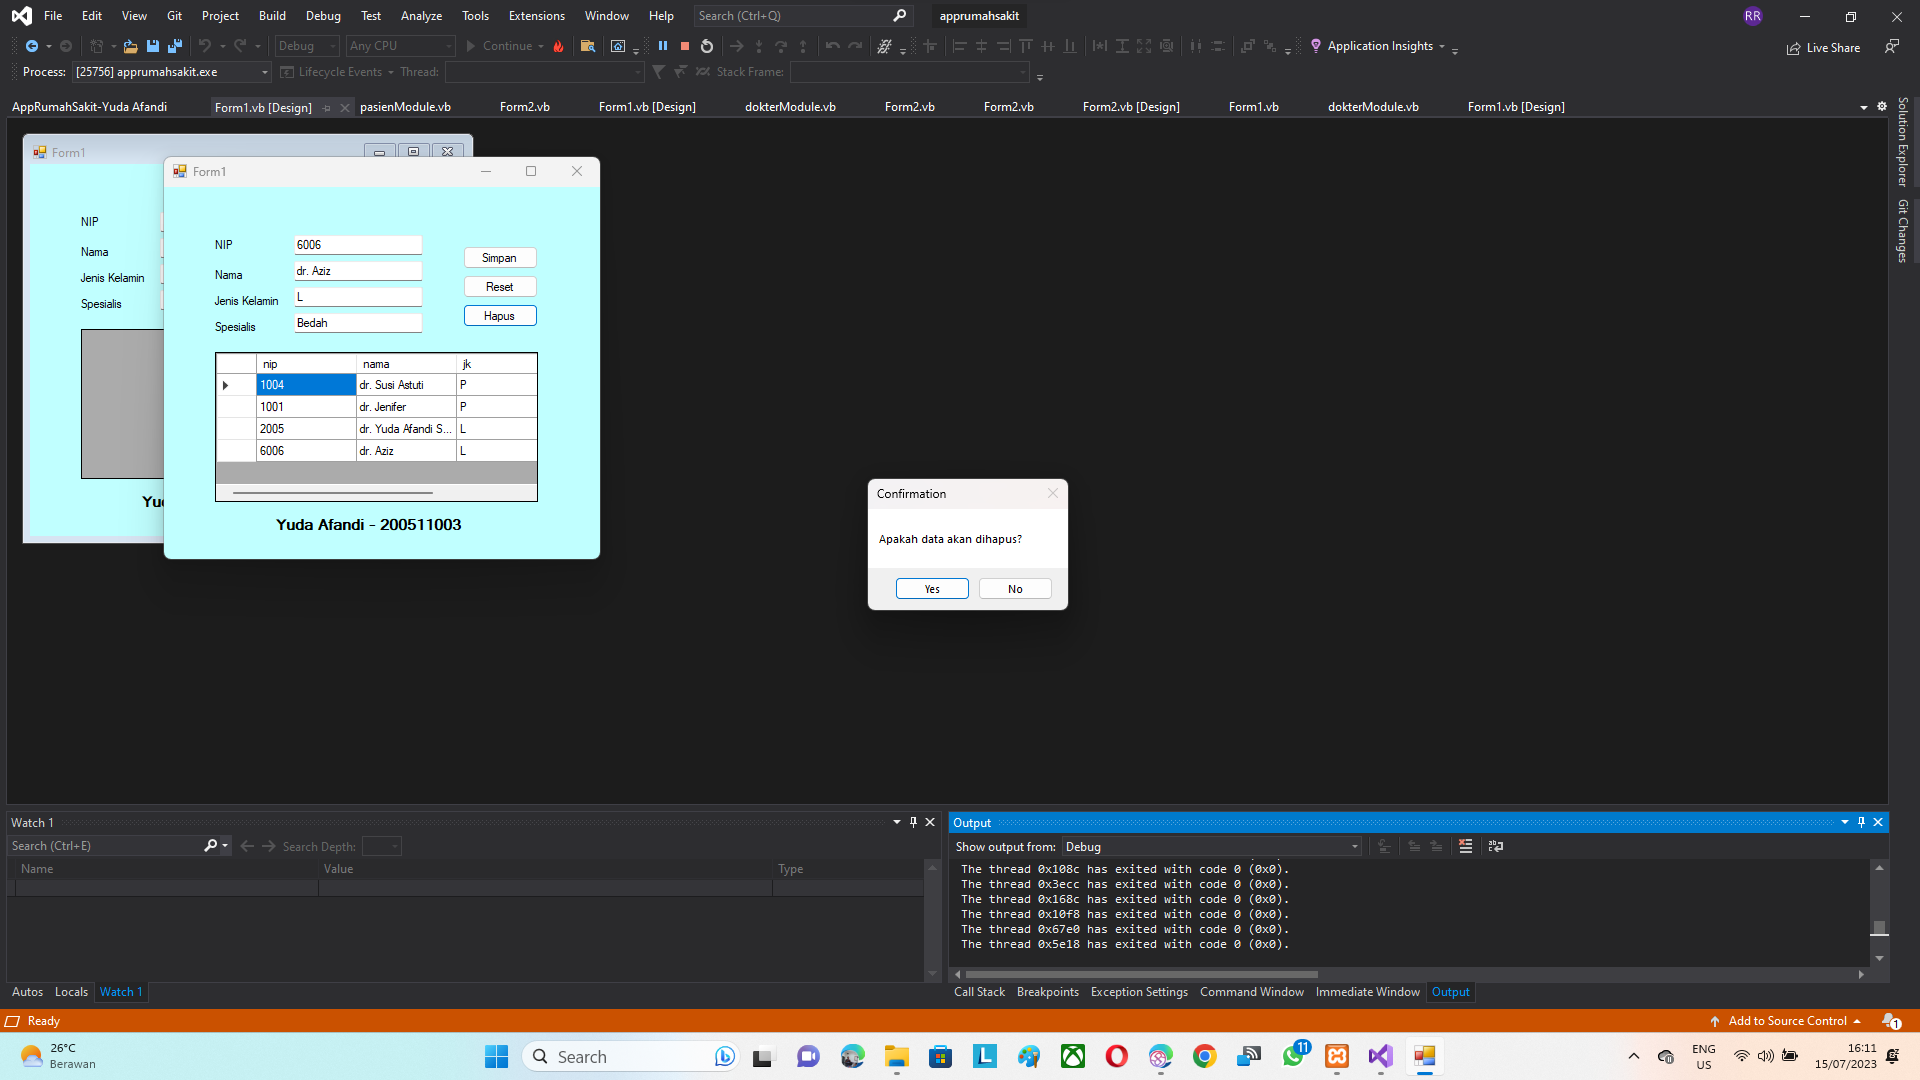 File Edit View Git Project Build Debug Test Analyze Tools Extensions Window Help Search (Ctrl+Q) apprumahsakit RR
Debug Any CPU Continue Application Insights Live Share
Process: [25756] apprumahsakit.exe Lifecycle Events Thread: Stack Frame:
AppRumahSakit-Yuda Afandi Form1.vb [Design] pasienModule.vb Form2.vb Form1.vb [Design] dokterModule.vb Form2.vb Form2.vb Form2.vb [Design] Form1.vb dokterModule.vb Form1.vb [Design]
Solution Explorer
Git Changes
Form1
NIP
Nama
Jenis Kelamin
Spesialis
Form1
NIP 6006
Simpan
Nama dr. Aziz
Reset
Jenis Kelamin L
Hapus
Spesialis Bedah
nip nama jk
1004 dr. Susi Astuti P
1001 dr. Jenifer P
2005 dr. Yuda Afandi S... L
6006 dr. Aziz L
Yuda Afandi - 200511003
Confirmation
Apakah data akan dihapus?
Yes No
Watch 1
Search (Ctrl+E) Search Depth:
Name Value Type
Autos Locals Watch 1
Output
Show output from: Debug
The thread 0x108c has exited with code 0 (0x0).
The thread 0x3ecc has exited with code 0 (0x0).
The thread 0x168c has exited with code 0 (0x0).
The thread 0x10f8 has exited with code 0 (0x0).
The thread 0x67e0 has exited with code 0 (0x0).
The thread 0x5e18 has exited with code 0 (0x0).
Call Stack Breakpoints Exception Settings Command Window Immediate Window Output
Ready Add to Source Control 1
26°C
Berawan
Search
L
11
ENG
US
16:11
15/07/2023